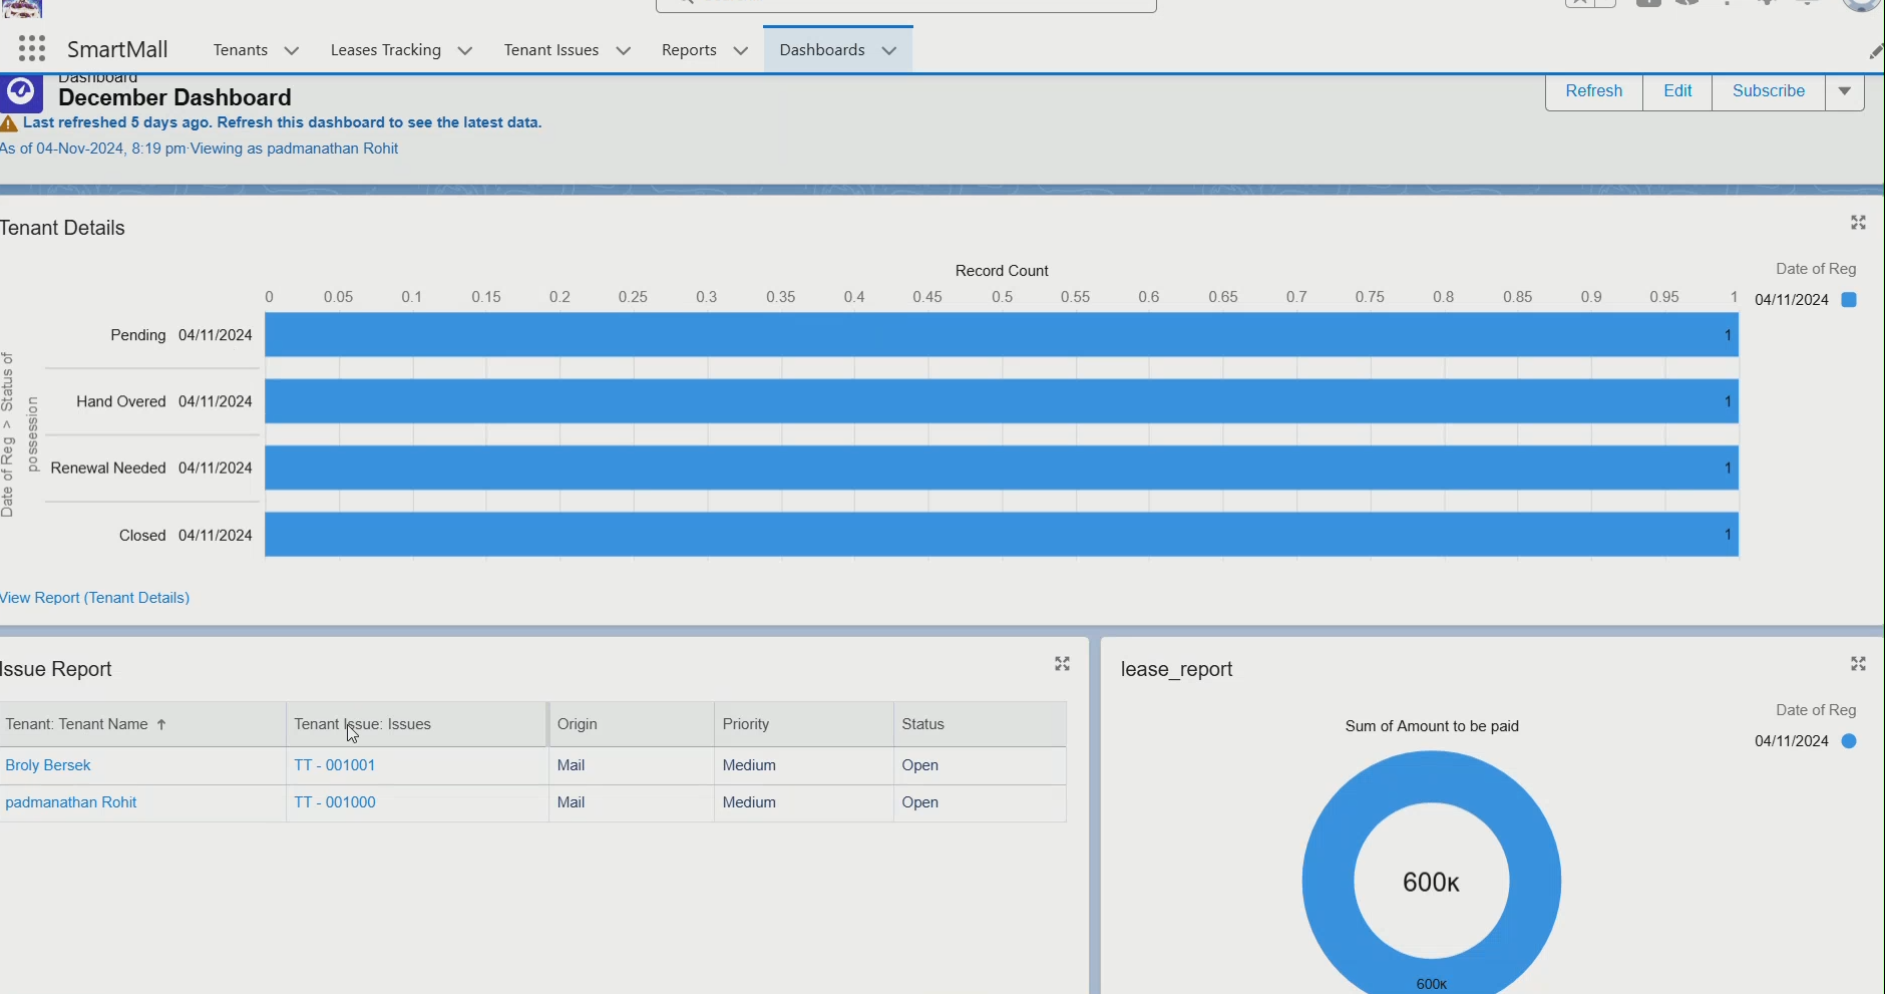 SmartMall Tenants Leases Tracking Tenant Issues Reports Dashboards
Dashboard
December Dashboard
Refresh Edit Subscribe
Last refreshed 5 days ago. Refresh this dashboard to see the latest data.
As of 04-Nov-2024, 8:19 pm·Viewing as padmanathan Rohit
Tenant Details
Record Count
Date of Reg
0 0.05 0.1 0.15 0.2 0.25 0.3 0.35 0.4 0.45 0.5 0.55 0.6 0.65 0.7 0.75 0.8 0.85 0.9 0.95 1
04/11/2024
Date of Reg > Status of
possession
Pending 04/11/2024 1
Hand Overed 04/11/2024 1
Renewal Needed 04/11/2024 1
Closed 04/11/2024 1
View Report (Tenant Details)
Issue Report
Tenant: Tenant Name ↑ Tenant Issue: Issues Origin Priority Status
Broly Bersek TT - 001001 Mail Medium Open
padmanathan Rohit TT - 001000 Mail Medium Open
lease_report
Date of Reg
Sum of Amount to be paid
04/11/2024
600K
600K